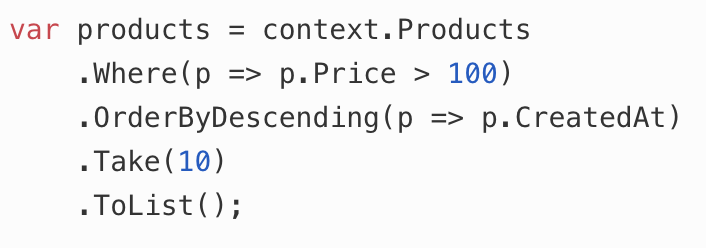 var products = context.Products
    .Where(p => p.Price > 100)
    .OrderByDescending(p => p.CreatedAt)
    .Take(10)
    .ToList();